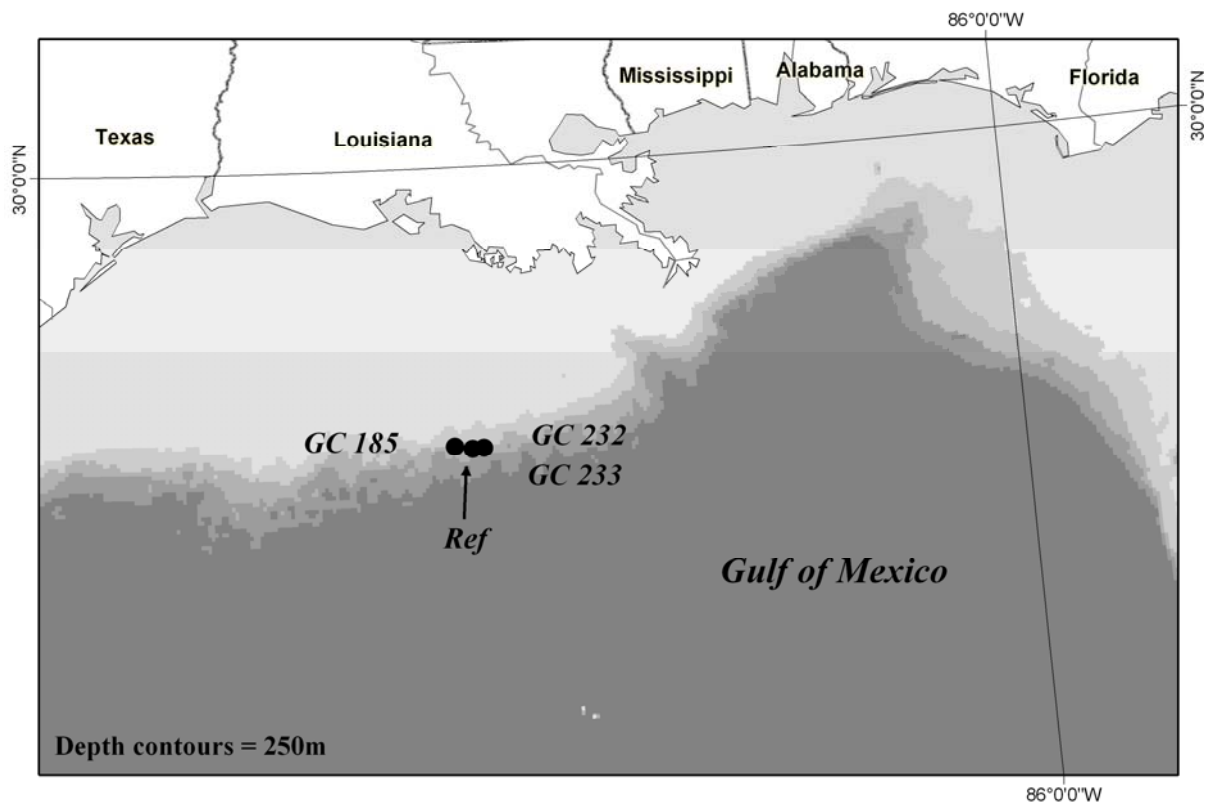 86°0'0"W
Mississippi
Alabama
Florida
Texas
Louisiana
30°0'0"N
30°0'0"N
GC 185
GC 232
GC 233
Ref
Gulf of Mexico
Depth contours = 250m
86°0'0"W